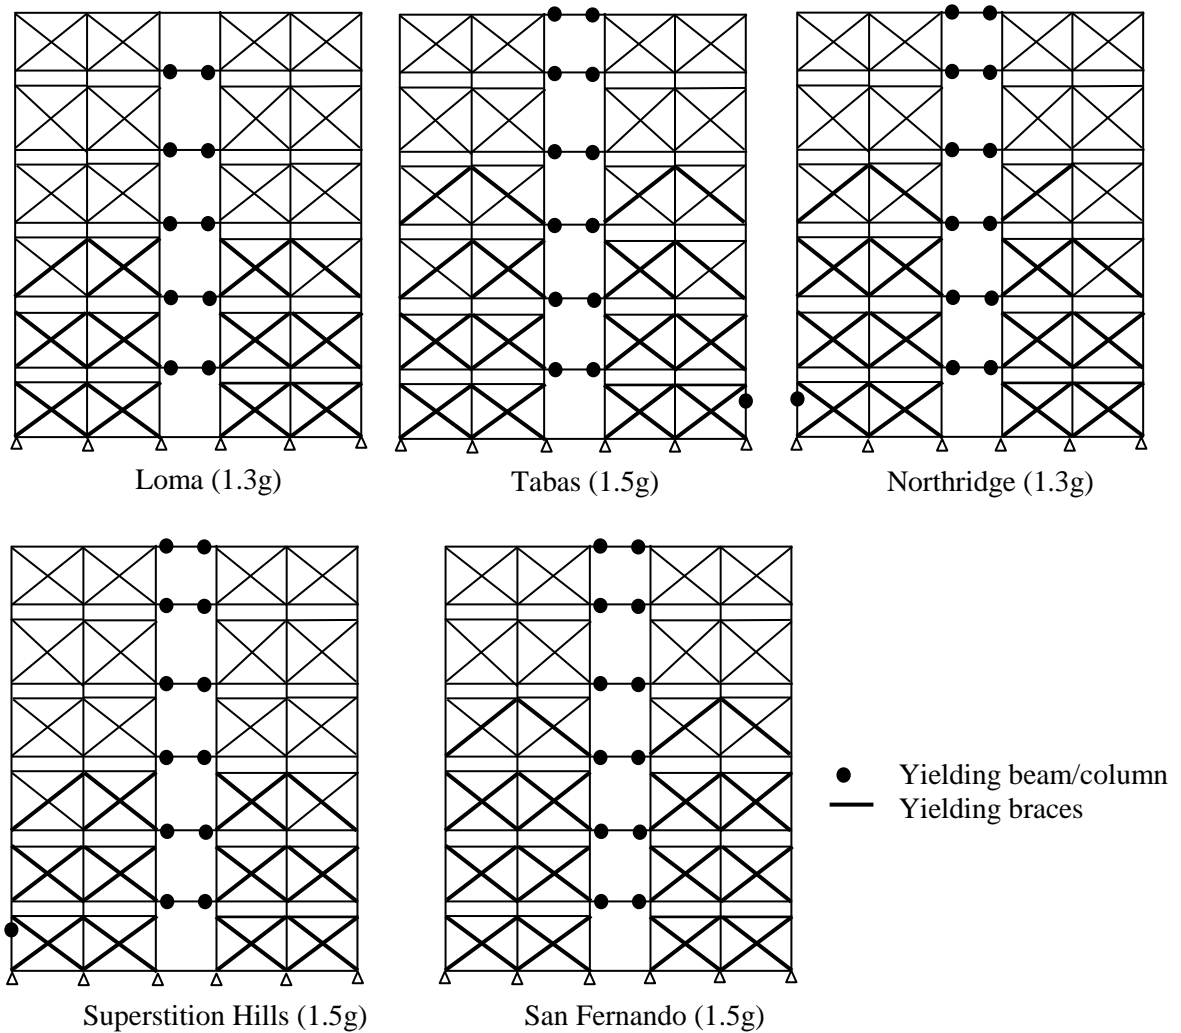 Loma (1.3g)
Tabas (1.5g)
Northridge (1.3g)
Yielding beam/column
Yielding braces
Superstition Hills (1.5g)
San Fernando (1.5g)